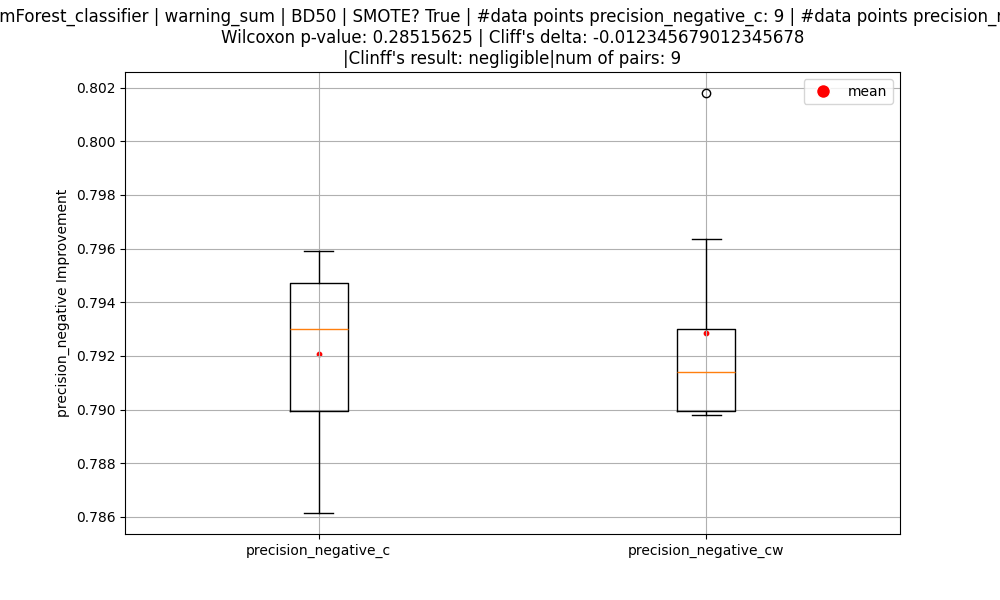 mForest_classifier | warning_sum | BD50 | SMOTE? True | #data points precision_negative_c: 9 | #data points precision_n
Wilcoxon p-value: 0.28515625 | Cliff's delta: -0.012345679012345678
|Clinff's result: negligible|num of pairs: 9
mean
0.802
0.800
0.798
0.796
0.794
0.792
0.790
0.788
0.786
precision_negative Improvement
precision_negative_c
precision_negative_cw